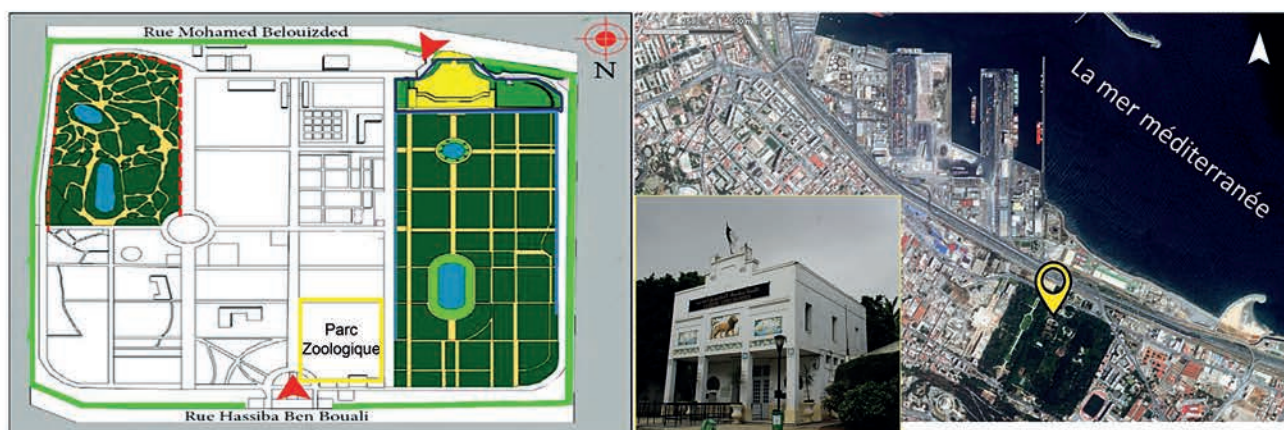 Rue Mohamed Belouizded
N
Parc
Zoologique
Rue Hassiba Ben Bouali
La mer méditerranée